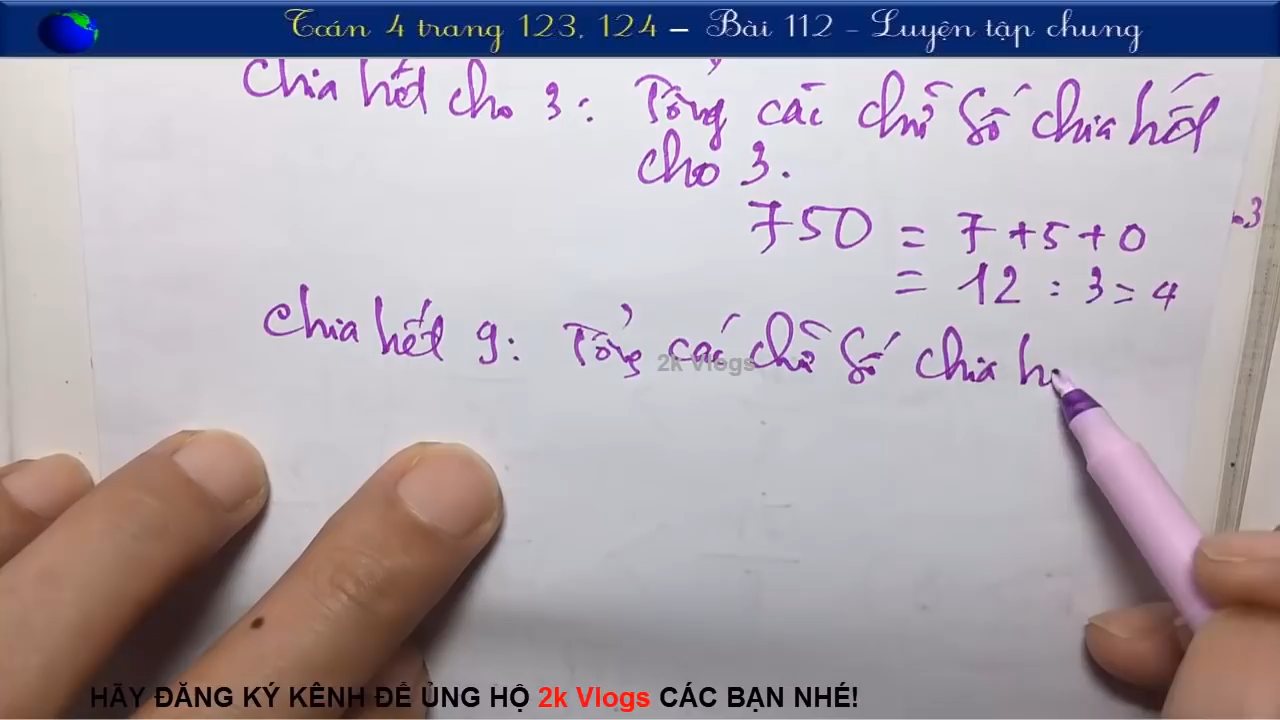 Toán 4 trang 123, 124 – Bài 112 - Luyện tập chung
Chia hết cho 3: Tổng các chữ số chia hết
cho 3.
750 = 7 + 5 + 0
= 12 : 3 = 4
Chia hết 9: Tổng các chữ số chia h
2k Vlogs
HÃY ĐĂNG KÝ KÊNH ĐỂ ỦNG HỘ 2k Vlogs CÁC BẠN NHÉ!